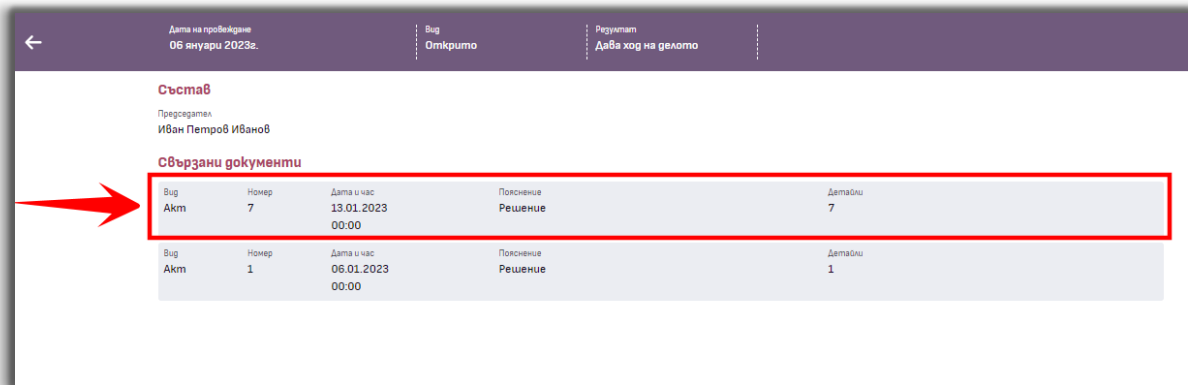 Дата на провеждане Вид Резултат
06 януари 2023г. Открито Дава ход на делото
Състав
Председател
Иван Петров Иванов
Свързани документи
Вид Номер Дата и час Пояснение Детайли
Акт 7 13.01.2023 Решение 7
00:00
Вид Номер Дата и час Пояснение Детайли
Акт 1 06.01.2023 Решение 1
00:00